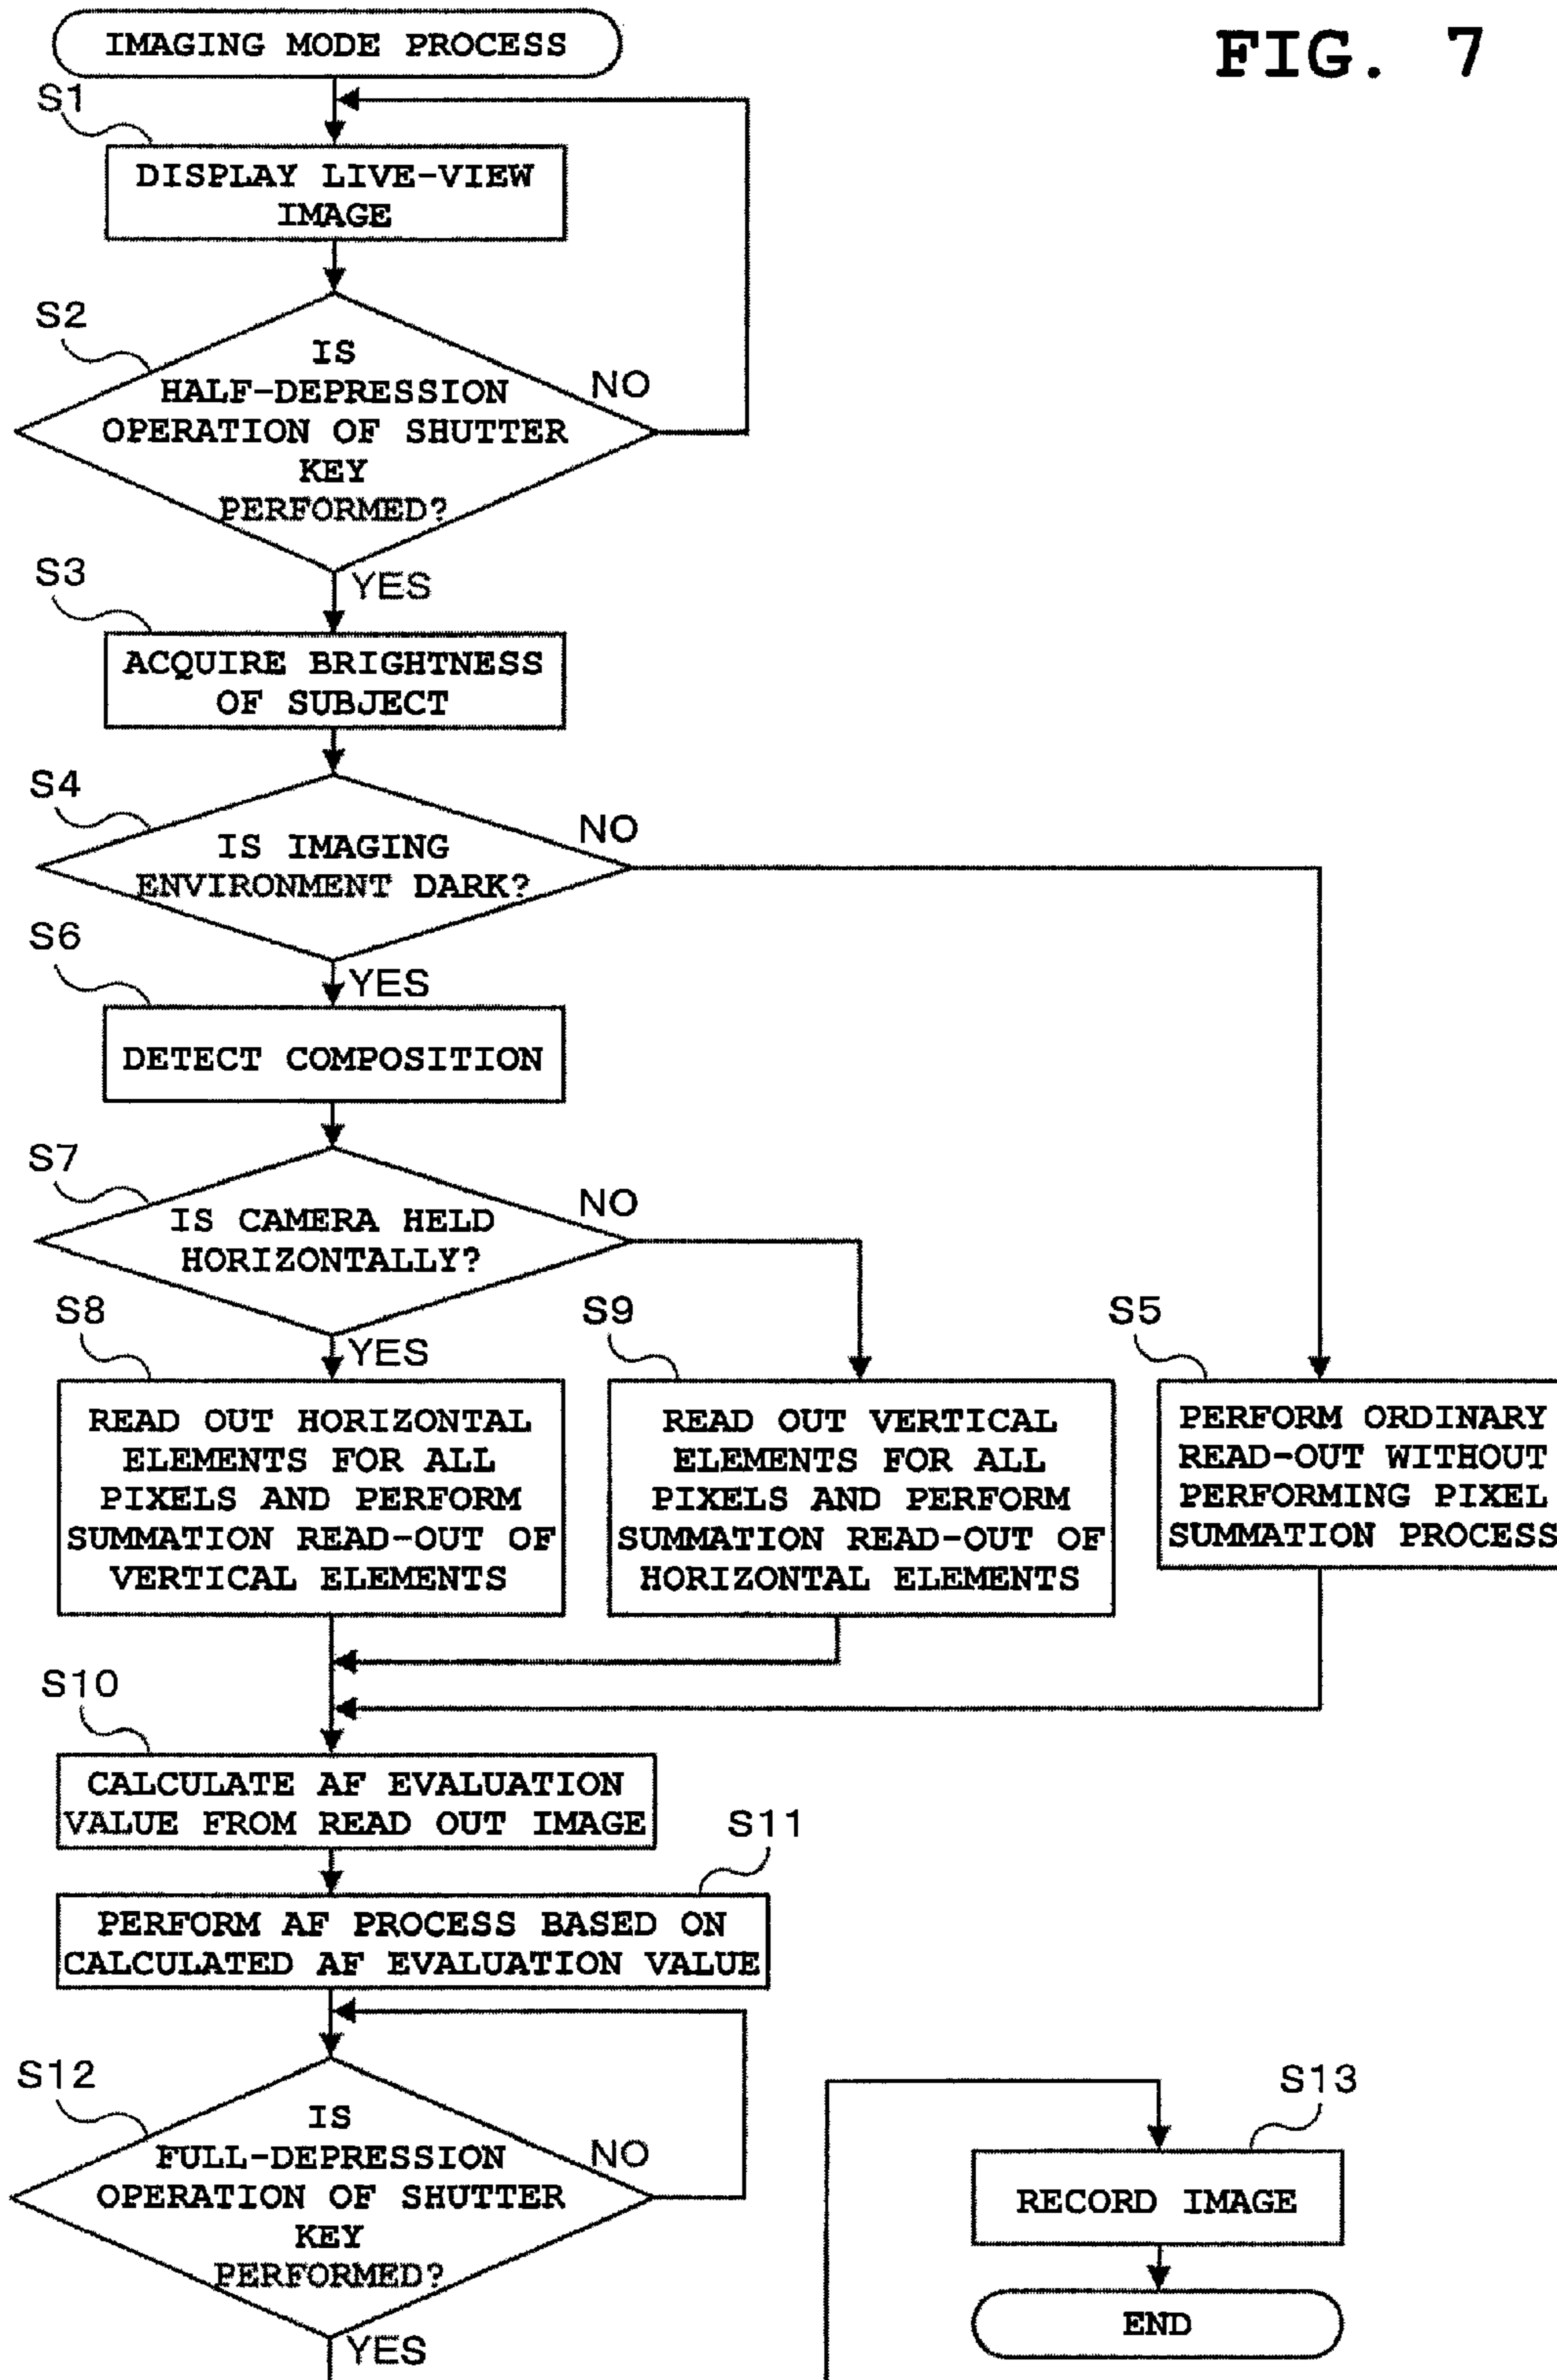 FIG. 7
IMAGING MODE PROCESS
S1
DISPLAY LIVE-VIEW
IMAGE
S2
IS
HALF-DEPRESSION
OPERATION OF SHUTTER
KEY
PERFORMED?
NO
YES
S3
ACQUIRE BRIGHTNESS
OF SUBJECT
S4
IS IMAGING
ENVIRONMENT DARK?
NO
YES
S6
DETECT COMPOSITION
S7
IS CAMERA HELD
HORIZONTALLY?
NO
YES
S8
READ OUT HORIZONTAL
ELEMENTS FOR ALL
PIXELS AND PERFORM
SUMMATION READ-OUT OF
VERTICAL ELEMENTS
S9
READ OUT VERTICAL
ELEMENTS FOR ALL
PIXELS AND PERFORM
SUMMATION READ-OUT OF
HORIZONTAL ELEMENTS
S5
PERFORM ORDINARY
READ-OUT WITHOUT
PERFORMING PIXEL
SUMMATION PROCESS
S10
CALCULATE AF EVALUATION
VALUE FROM READ OUT IMAGE
S11
PERFORM AF PROCESS BASED ON
CALCULATED AF EVALUATION VALUE
S12
IS
FULL-DEPRESSION
OPERATION OF SHUTTER
KEY
PERFORMED?
NO
YES
S13
RECORD IMAGE
END